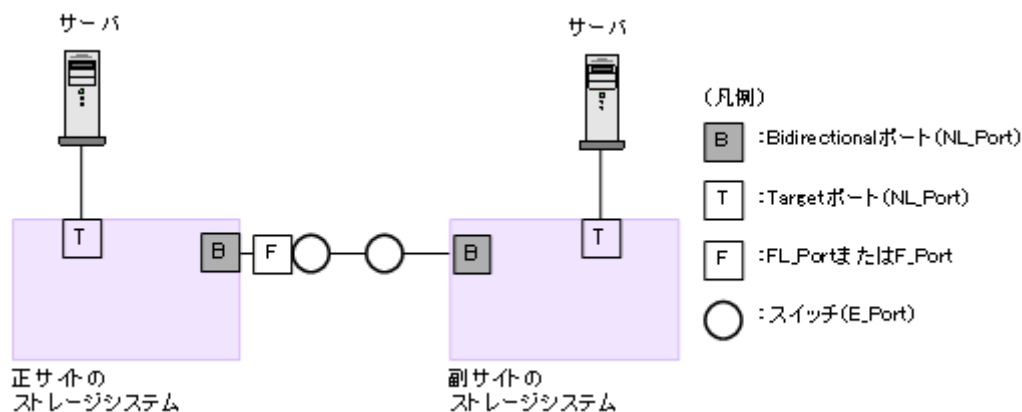 サーバ
サーバ
(凡例)
B :Bidirectionalポート(NL_Port)
T :Targetポート(NL_Port)
F :FL_PortまたはF_Port
:スイッチ(E_Port)
T
B
F
B
T
正サイトの
ストレージシステム
副サイトの
ストレージシステム